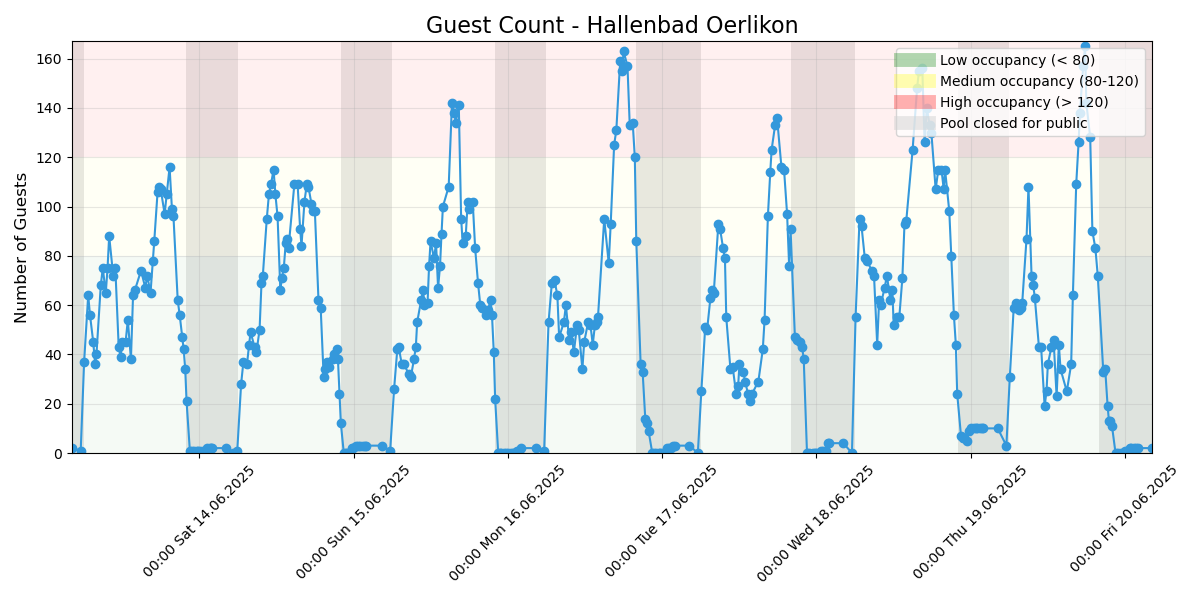 Guest Count - Hallenbad Oerlikon
Number of Guests
160
140
120
100
80
60
40
20
0
Low occupancy (< 80)
Medium occupancy (80-120)
High occupancy (> 120)
Pool closed for public
00:00 Sat 14.06.2025
00:00 Sun 15.06.2025
00:00 Mon 16.06.2025
00:00 Tue 17.06.2025
00:00 Wed 18.06.2025
00:00 Thu 19.06.2025
00:00 Fri 20.06.2025